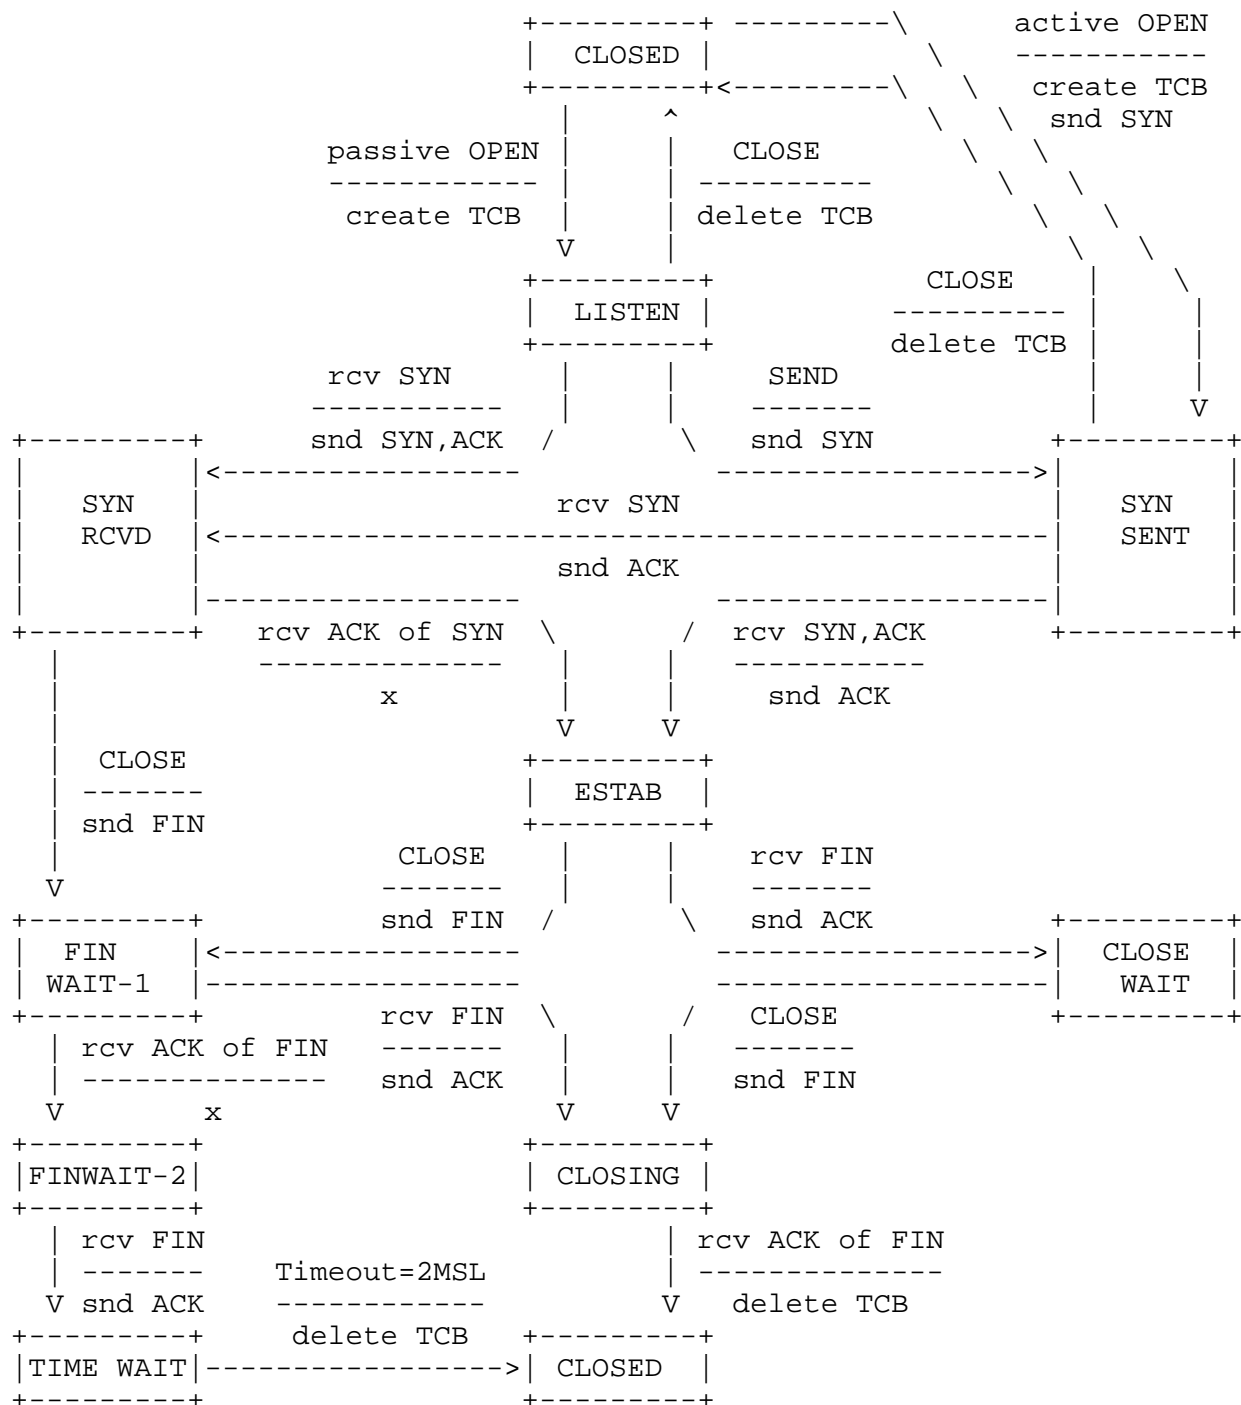 +---------+ ---------\ active OPEN
| CLOSED | \ -----------
+---------+<---------\ \ create TCB
| ^ \ \ snd SYN
passive OPEN | | CLOSE \ \
------------ | | ---------- \ \
create TCB | | delete TCB \ \
V | \ \
+---------+ CLOSE | \
| LISTEN | ---------- | |
+---------+ delete TCB | |
rcv SYN | | SEND | |
----------- | | ------- | V
+---------+ snd SYN,ACK / \ snd SYN +---------+
| |<----------------- ------------------>| |
| SYN | rcv SYN | SYN |
| RCVD |<-----------------------------------------------| SENT |
| | snd ACK | |
| |------------------ -------------------| |
+---------+ rcv ACK of SYN \ / rcv SYN,ACK +---------+
| -------------- | | -----------
| x | | snd ACK
| V V
| CLOSE +---------+
| ------- | ESTAB |
| snd FIN +---------+
| CLOSE | | rcv FIN
V ------- | | -------
+---------+ snd FIN / \ snd ACK +---------+
| FIN |<----------------- ------------------>| CLOSE |
| WAIT-1 |------------------ -------------------| WAIT |
+---------+ rcv FIN \ / CLOSE +---------+
| rcv ACK of FIN ------- | | -------
| -------------- snd ACK | | snd FIN
V x V V
+---------+ +---------+
|FINWAIT-2| | CLOSING |
+---------+ +---------+
| rcv FIN | rcv ACK of FIN
| ------- Timeout=2MSL | --------------
V snd ACK ------------ V delete TCB
+---------+ delete TCB +---------+
|TIME WAIT|----------------->| CLOSED |
+---------+ +---------+